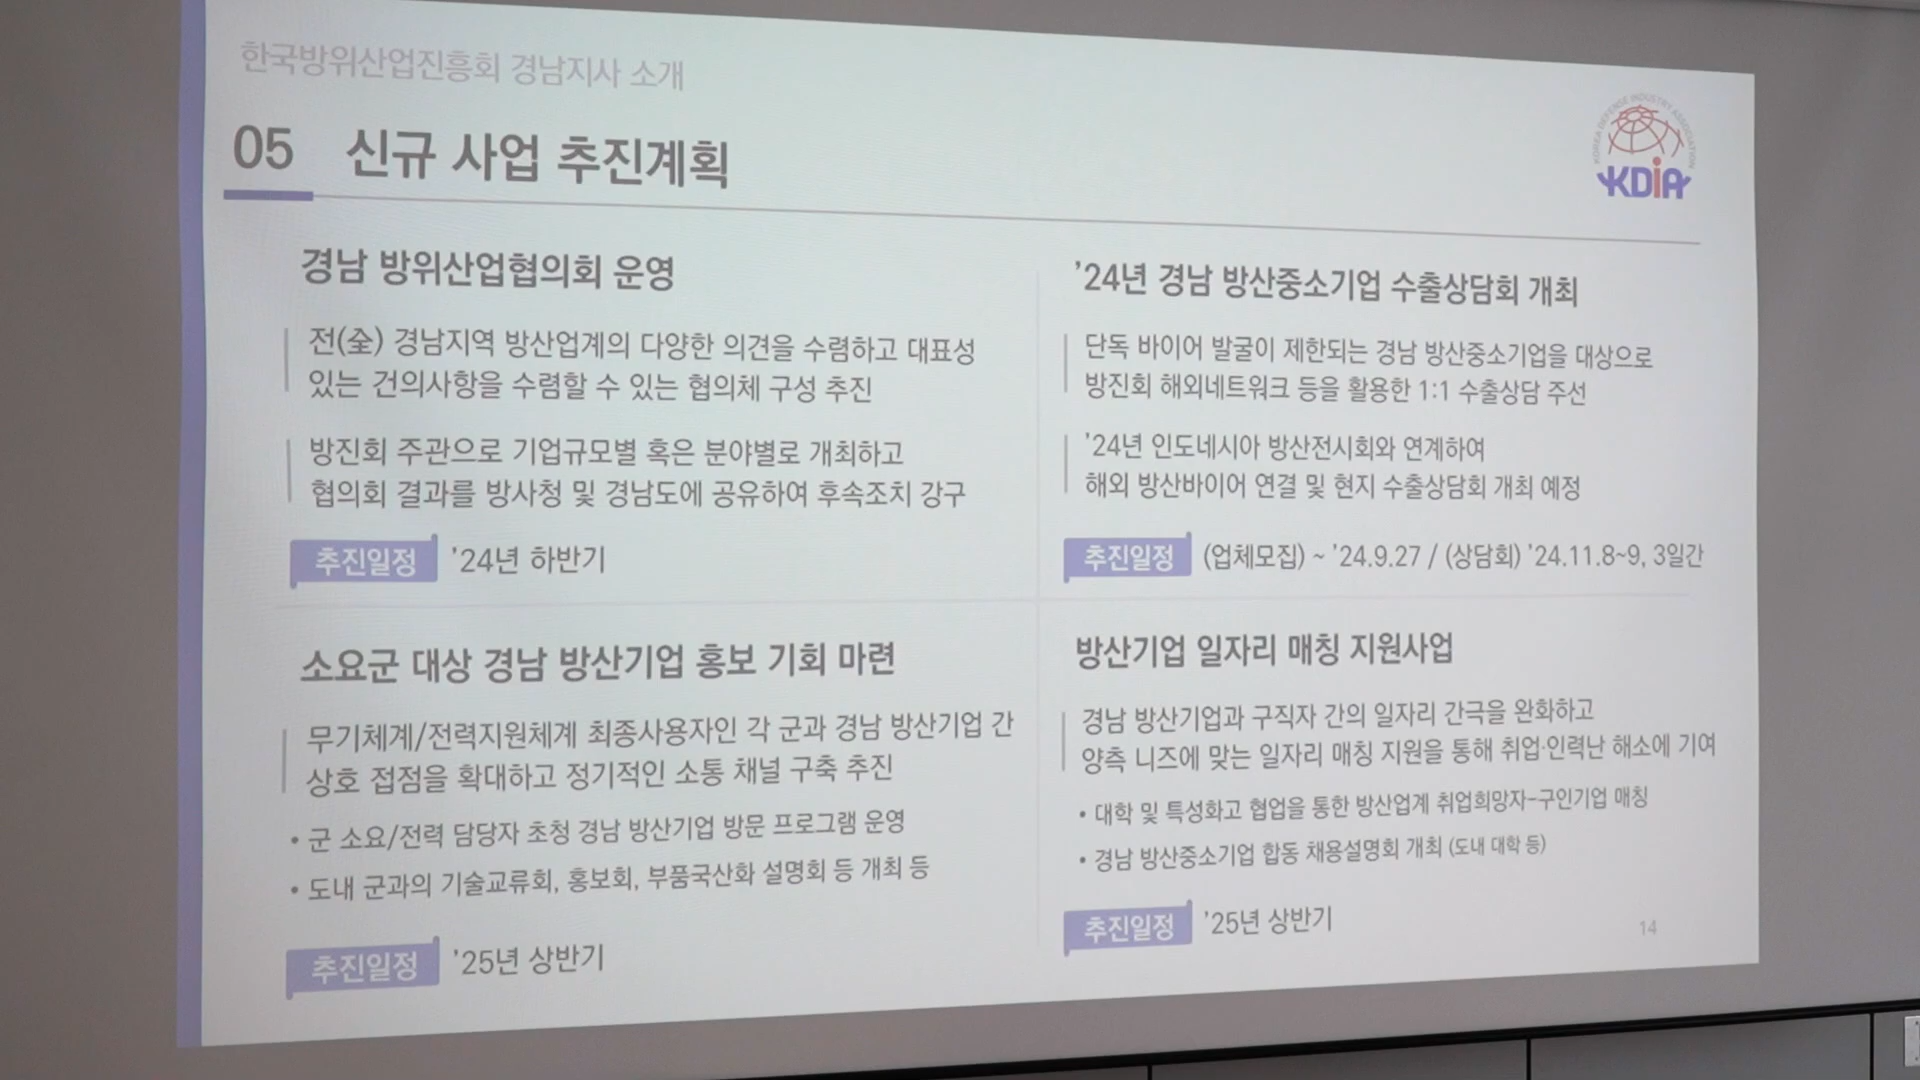 한국방위산업진흥회 경남지사 소개
05 신규 사업 추진계획
KOREA DEFENSE INDUSTRY ASSOCIATION
KDiA
경남 방위산업협의회 운영
전(全) 경남지역 방산업계의 다양한 의견을 수렴하고 대표성
있는 건의사항을 수렴할 수 있는 협의체 구성 추진
방진회 주관으로 기업규모별 혹은 분야별로 개최하고
협의회 결과를 방사청 및 경남도에 공유하여 후속조치 강구
추진일정 ’24년 하반기
’24년 경남 방산중소기업 수출상담회 개최
단독 바이어 발굴이 제한되는 경남 방산중소기업을 대상으로
방진회 해외네트워크 등을 활용한 1:1 수출상담 주선
’24년 인도네시아 방산전시회와 연계하여
해외 방산바이어 연결 및 현지 수출상담회 개최 예정
추진일정 (업체모집) ~ ’24.9.27 / (상담회) ’24.11.8~9, 3일간
소요군 대상 경남 방산기업 홍보 기회 마련
무기체계/전력지원체계 최종사용자인 각 군과 경남 방산기업 간
상호 접점을 확대하고 정기적인 소통 채널 구축 추진
• 군 소요/전력 담당자 초청 경남 방산기업 방문 프로그램 운영
• 도내 군과의 기술교류회, 홍보회, 부품국산화 설명회 등 개최 등
추진일정 ’25년 상반기
방산기업 일자리 매칭 지원사업
경남 방산기업과 구직자 간의 일자리 간극을 완화하고
양측 니즈에 맞는 일자리 매칭 지원을 통해 취업·인력난 해소에 기여
• 대학 및 특성화고 협업을 통한 방산업계 취업희망자-구인기업 매칭
• 경남 방산중소기업 합동 채용설명회 개최 (도내 대학 등)
추진일정 ’25년 상반기
14